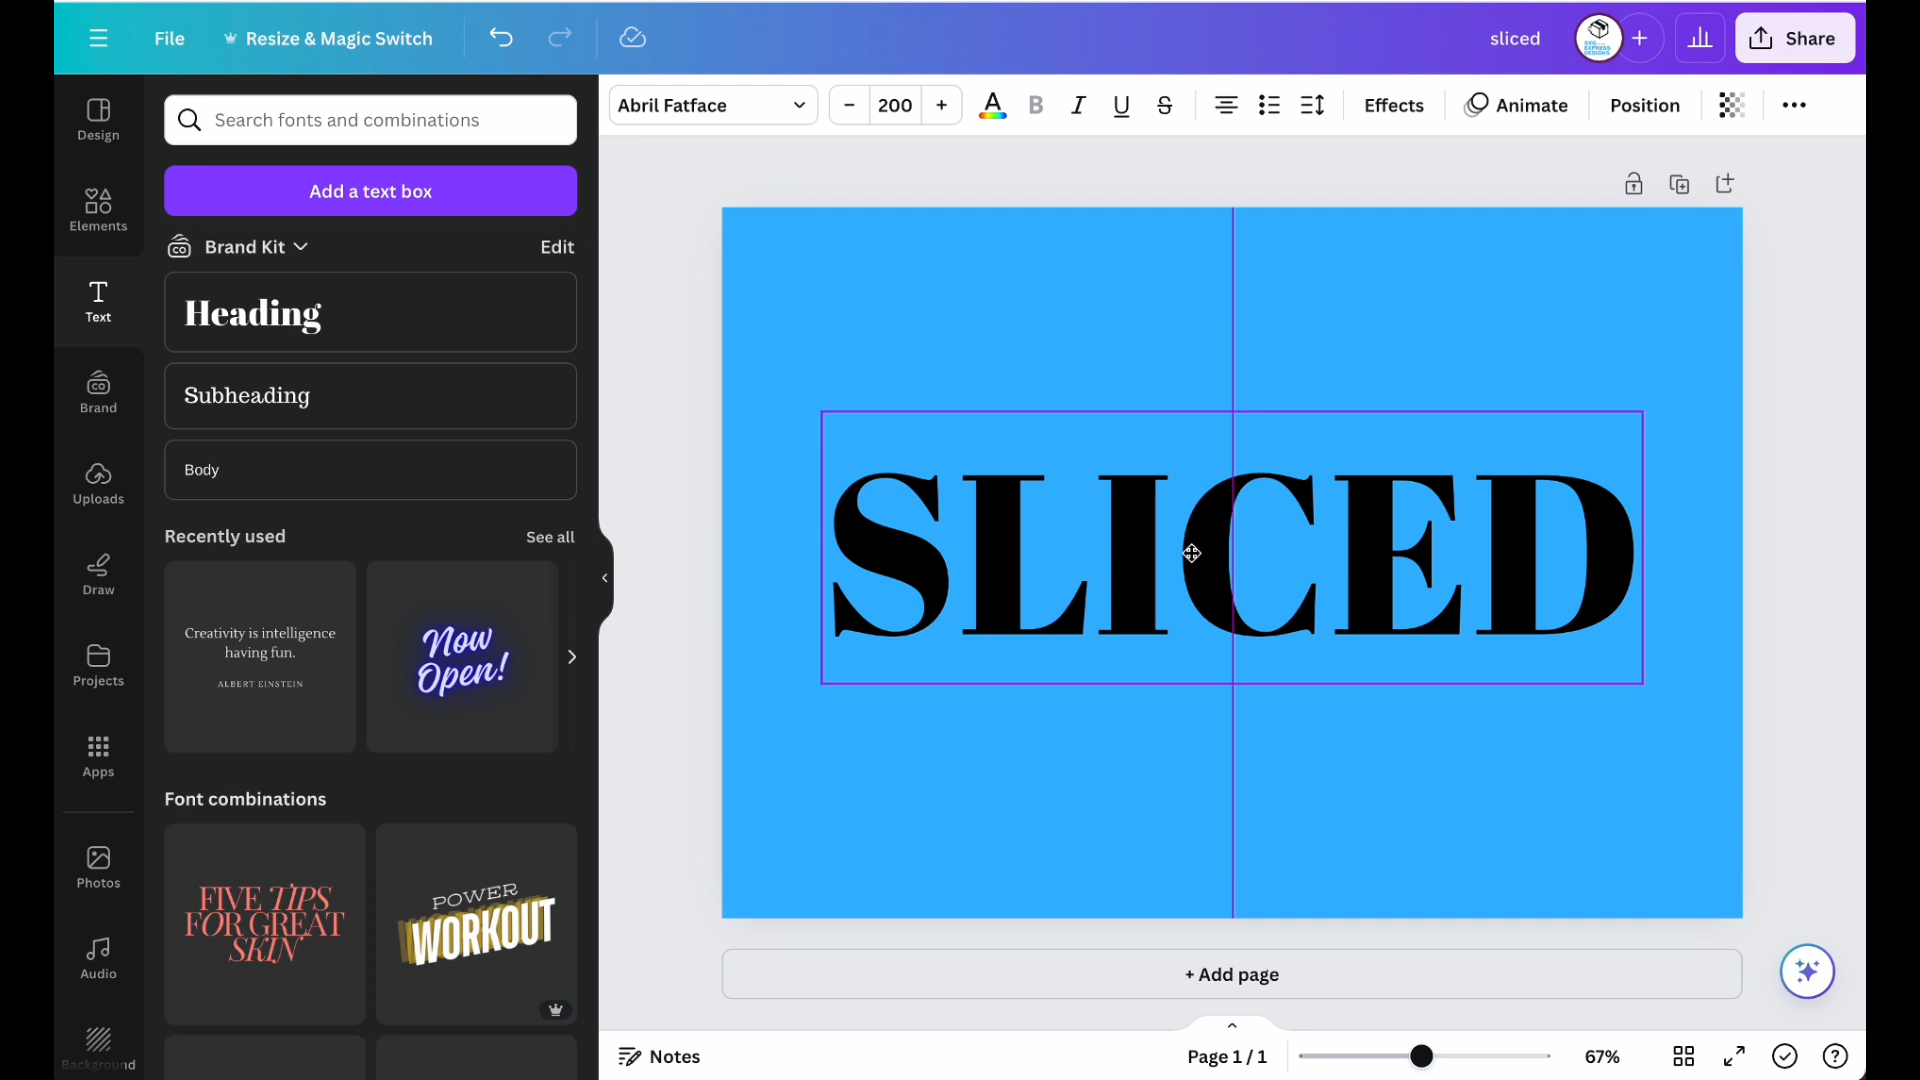 File
Resize & Magic Switch
sliced
Share
Design
Elements
Text
Brand
Uploads
Draw
Projects
Apps
Photos
Audio
Background
Search fonts and combinations
Add a text box
Brand Kit
Edit
Heading
Subheading
Body
Recently used
See all
Creativity is intelligence
having fun.
ALBERT EINSTEIN
Now
Open!
Font combinations
FIVE TIPS
FOR GREAT
SKIN
POWER
WORKOUT
Abril Fatface
− 200 +
A B I U S
Effects
Animate
Position
SLICED
+ Add page
Notes
Page 1 / 1
67%